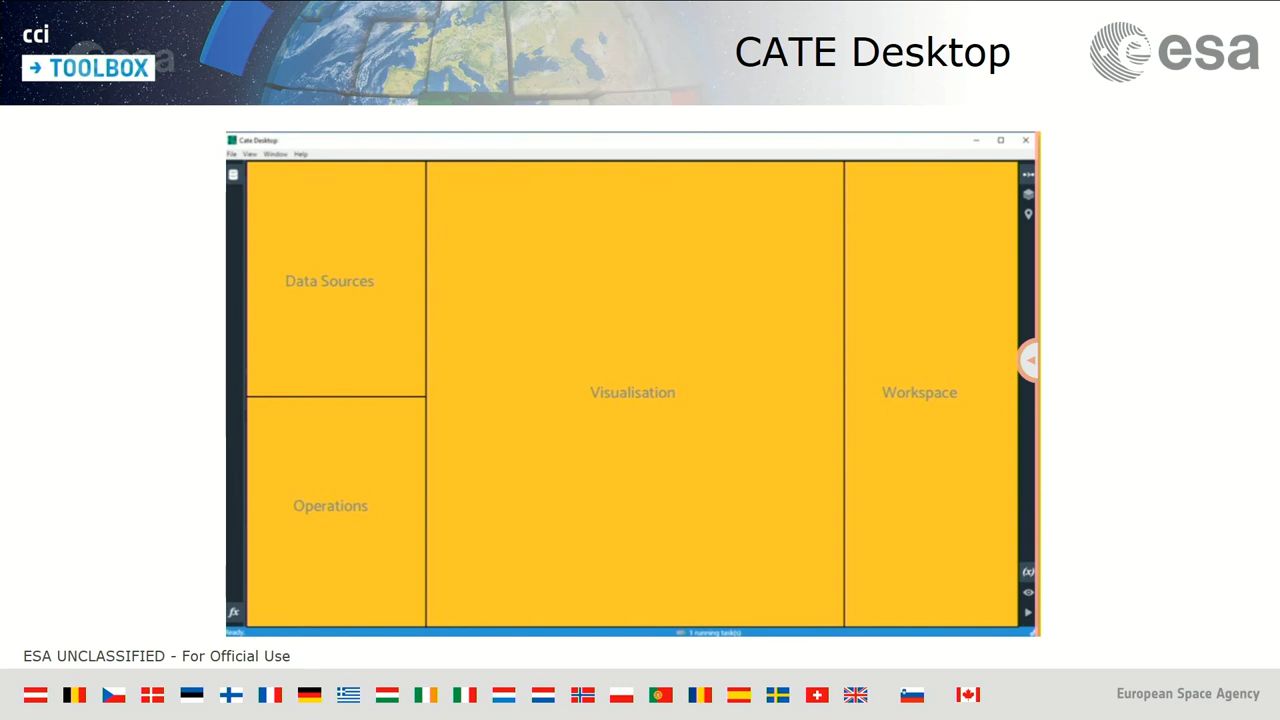 cci
→ TOOLBOX
CATE Desktop
esa
Cate Desktop
File View Window Help
Data Sources
Visualisation
Workspace
Operations
(x)
fx
Ready.
1 running task(s)
ESA UNCLASSIFIED - For Official Use
European Space Agency